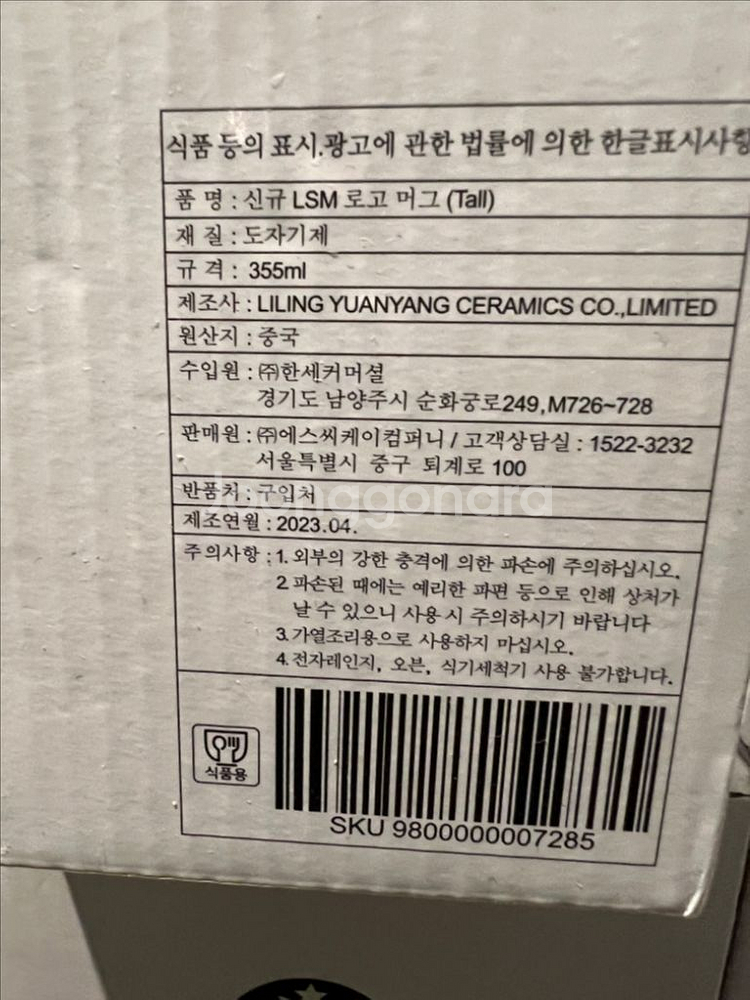 식품 등의 표시.광고에 관한 법률에 의한 한글표시사항
품 명 : 신규 LSM 로고 머그 (Tall)
재 질 : 도자기제
규 격 : 355ml
제조사 : LILING YUANYANG CERAMICS CO.,LIMITED
원산지 : 중국
수입원 : ㈜한세커머셜
경기도 남양주시 순화궁로249,M726~728
판매원 : ㈜에스씨케이컴퍼니 / 고객상담실 : 1522-3232
서울특별시 중구 퇴계로 100
반품처 : 구입처
joonggonara
제조연월 : 2023.04.
주의사항 : 1. 외부의 강한 충격에 의한 파손에 주의하십시오.
2 파손된 때에는 예리한 파편 등으로 인해 상처가
날 수 있으니 사용 시 주의하시기 바랍니다
3.가열조리용으로 사용하지 마십시오.
4.전자레인지, 오븐, 식기세척기 사용 불가합니다.
식품용
SKU 9800000007285